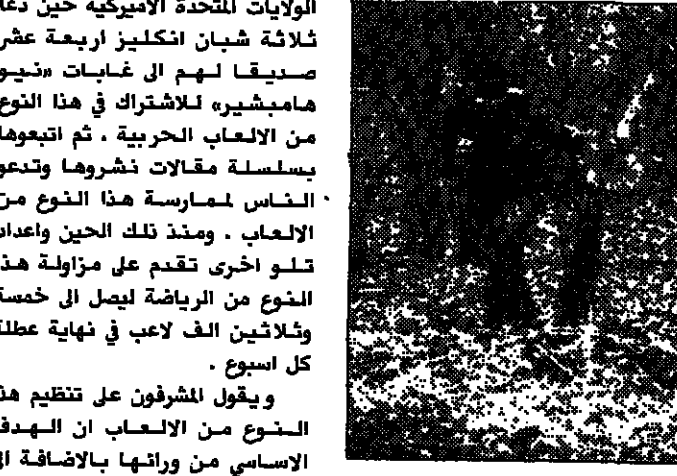 الولايات المتحدة الاميركية حين دعا
ثلاثة شبان انكليز اربعة عشر
صديقا لهم الى غابات «نيو
هامبشير» للاشتراك في هذا النوع
من الالعاب الحربية . ثم اتبعوها
بسلسلة مقالات نشروها وتدعو
الناس لممارسة هذا النوع من
الالعاب . ومنذ ذلك الحين واعداد
تلو اخرى تقدم على مزاولة هذا
النوع من الرياضة ليصل الى خمسة
وثلاثين الف لاعب في نهاية عطلة
كل اسبوع .
ويقول المشرفون على تنظيم هذا
النوع من الالعاب ان الهدف
الاساسي من ورائها بالاضافة الى